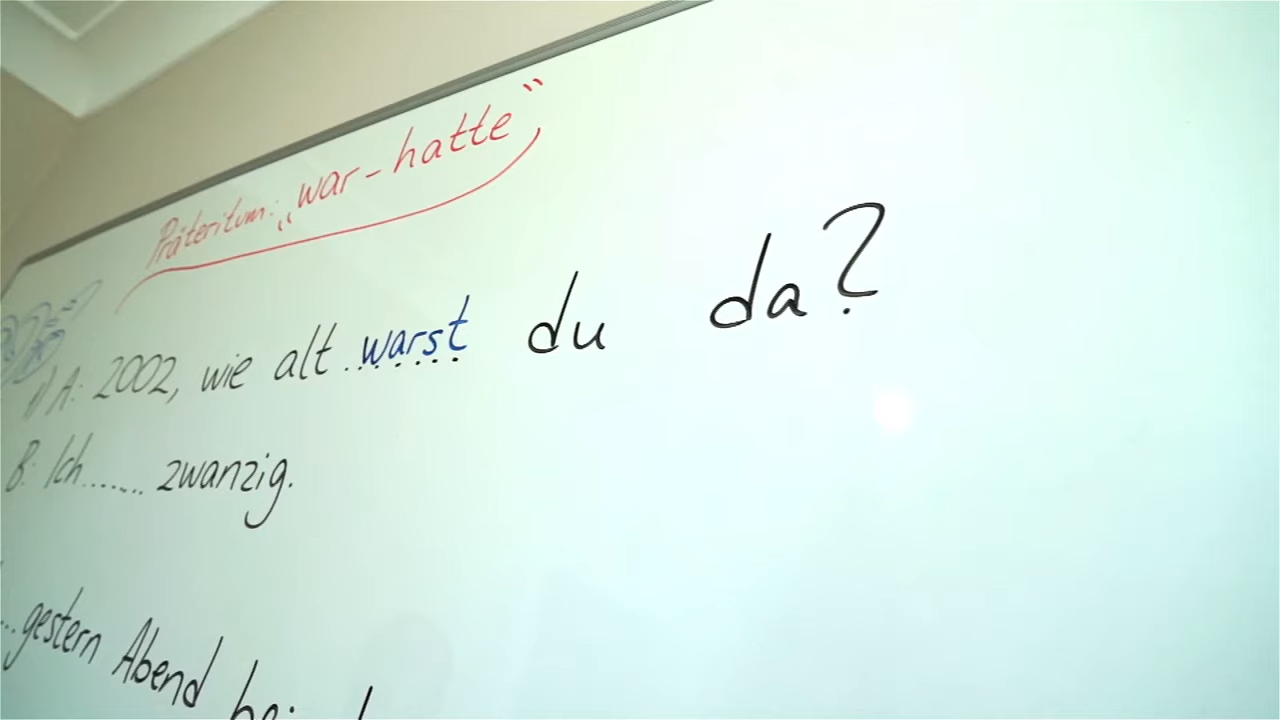 Präteritum: „war - hatte“
1) A: 2002, wie alt .warst du da?
B: Ich....... zwanzig.
...gestern Abend